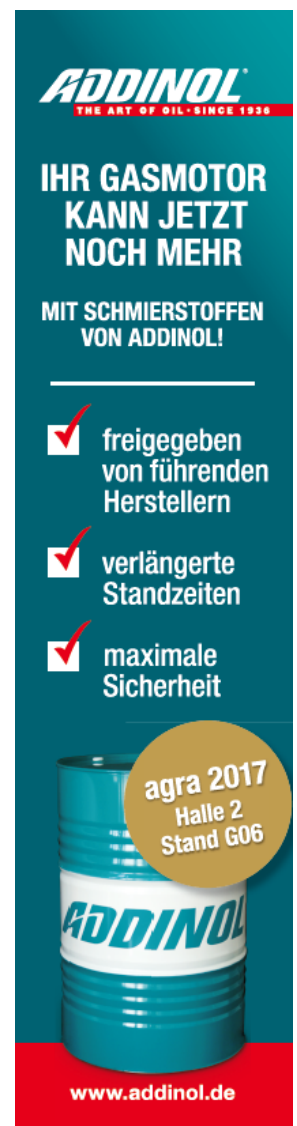 ADDINOL
THE ART OF OIL · SINCE 1936
IHR GASMOTOR
KANN JETZT
NOCH MEHR
MIT SCHMIERSTOFFEN
VON ADDINOL!
freigegeben
von führenden
Herstellern
verlängerte
Standzeiten
maximale
Sicherheit
agra 2017
Halle 2
Stand G06
ADDINOL
www.addinol.de